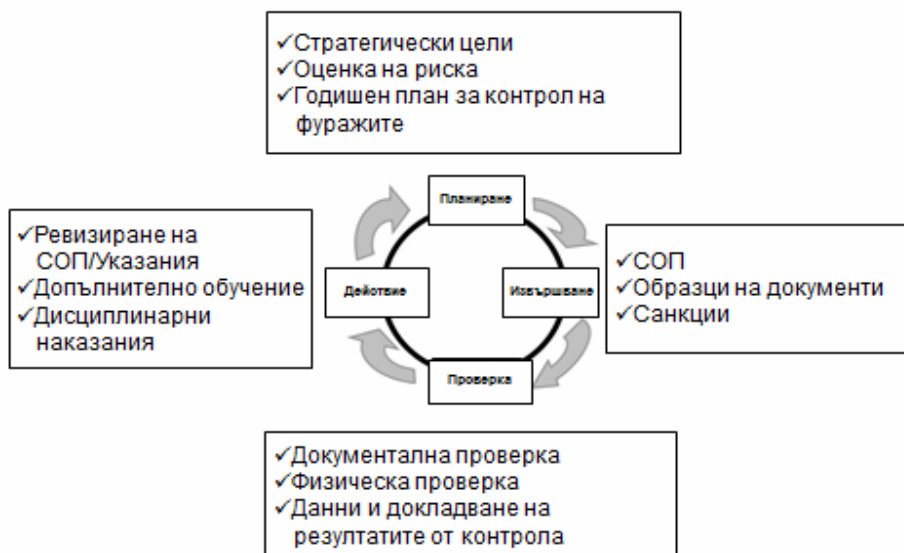 ✓Стратегически цели
✓Оценка на риска
✓Годишен план за контрол на
фуражите
Планиране
✓Ревизиране на
СОП/Указания
✓Допълнително обучение
✓Дисциплинарни
наказания
Действие
Извършване
✓СОП
✓Образци на документи
✓Санкции
Проверка
✓Документална проверка
✓Физическа проверка
✓Данни и докладване на
резултатите от контрола